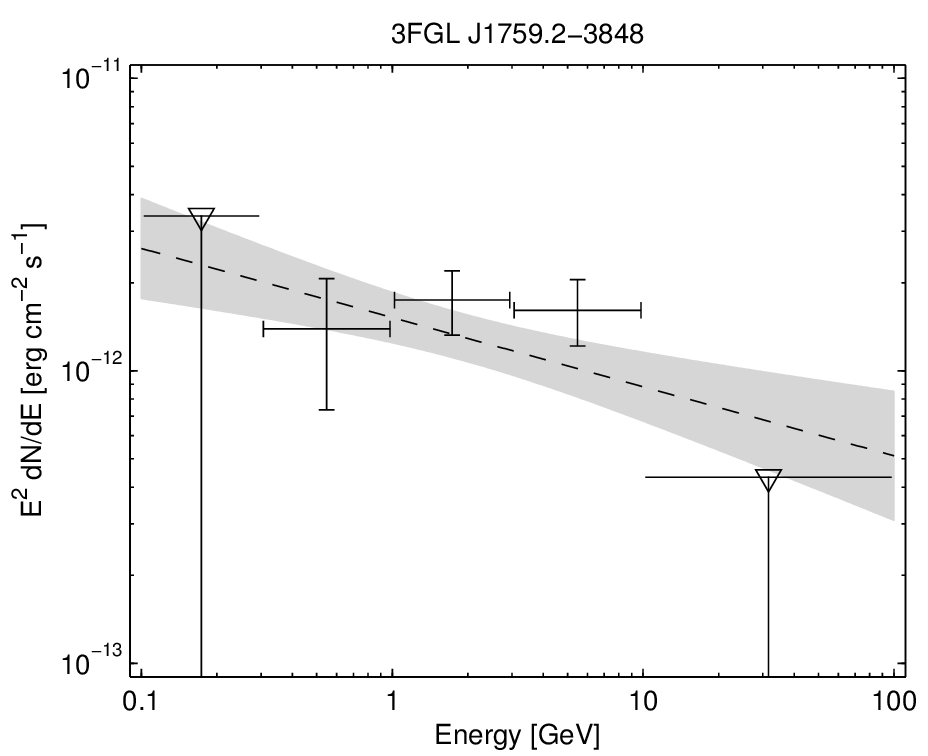 3FGL J1759.2−3848
10⁻¹¹
10⁻¹²
10⁻¹³
E² dN/dE [erg cm⁻² s⁻¹]
0.1 1 10 100
Energy [GeV]